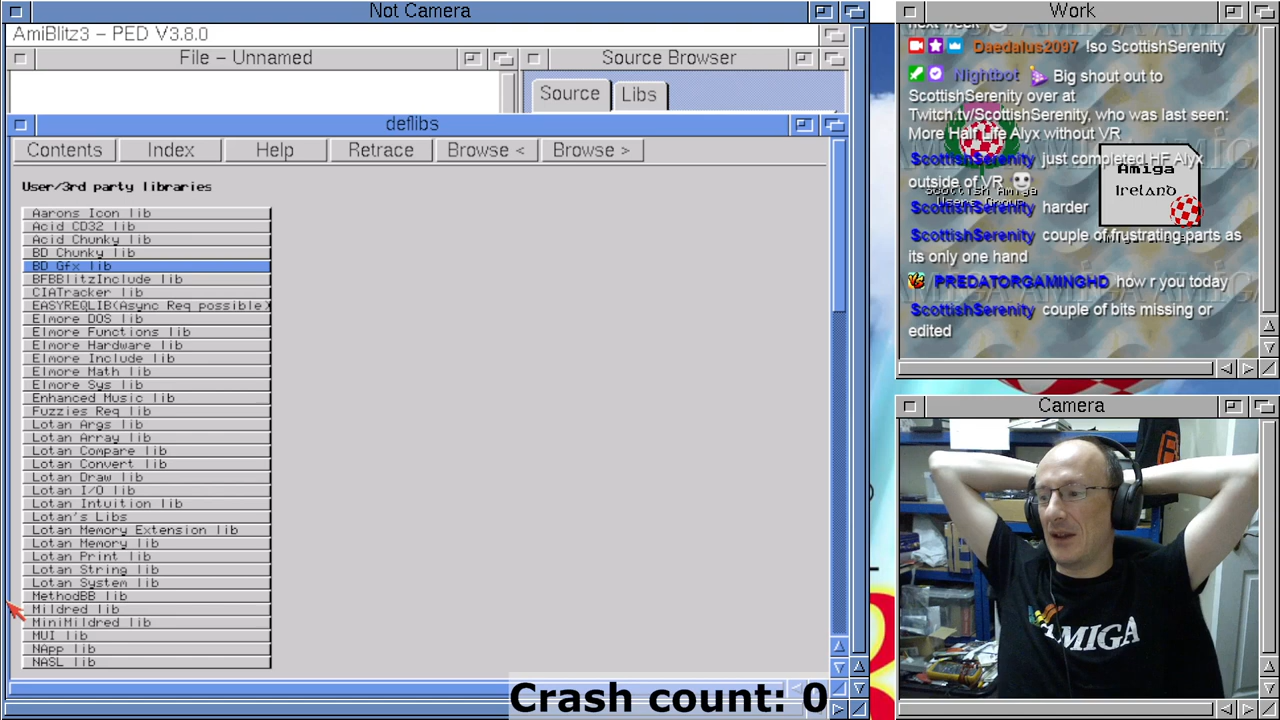 Not Camera
AmiBlitz3 – PED V3.8.0
File – Unnamed
Source Browser
Source
Libs
deflibs
Contents
Index
Help
Retrace
Browse <
Browse >
User/3rd party libraries
Aarons Icon lib
Acid CD32 lib
Acid Chunky lib
BD Chunky lib
BD Gfx lib
BFBBlitzInclude lib
CIATracker lib
EASYREQLIB(Async Req possible)
Elmore DOS lib
Elmore Functions lib
Elmore Hardware lib
Elmore Include lib
Elmore Math lib
Elmore Sys lib
Enhanced Music lib
Fuzzies Req lib
Lotan Args lib
Lotan Array lib
Lotan Compare lib
Lotan Convert lib
Lotan Draw lib
Lotan I/O lib
Lotan Intuition lib
Lotan's Libs
Lotan Memory Extension lib
Lotan Memory lib
Lotan Print lib
Lotan String lib
Lotan System lib
MethodBB lib
Mildred lib
MiniMildred lib
MUI lib
NApp lib
NASL lib
Crash count: 0
Work
next week
Daedalus2097 !so ScottishSerenity
Nightbot Big shout out to
ScottishSerenity over at
Twitch.tv/ScottishSerenity, who was last seen:
More Half Life Alyx without VR
ScottishSerenity just completed HF Alyx
outside of VR
ScottishSerenity harder
ScottishSerenity couple of frustrating parts as
its only one hand
PREDATORGAMINGHD how r you today
ScottishSerenity couple of bits missing or
edited
Scottish Amiga
Users Group
Amiga
Ireland
Camera
AMIGA